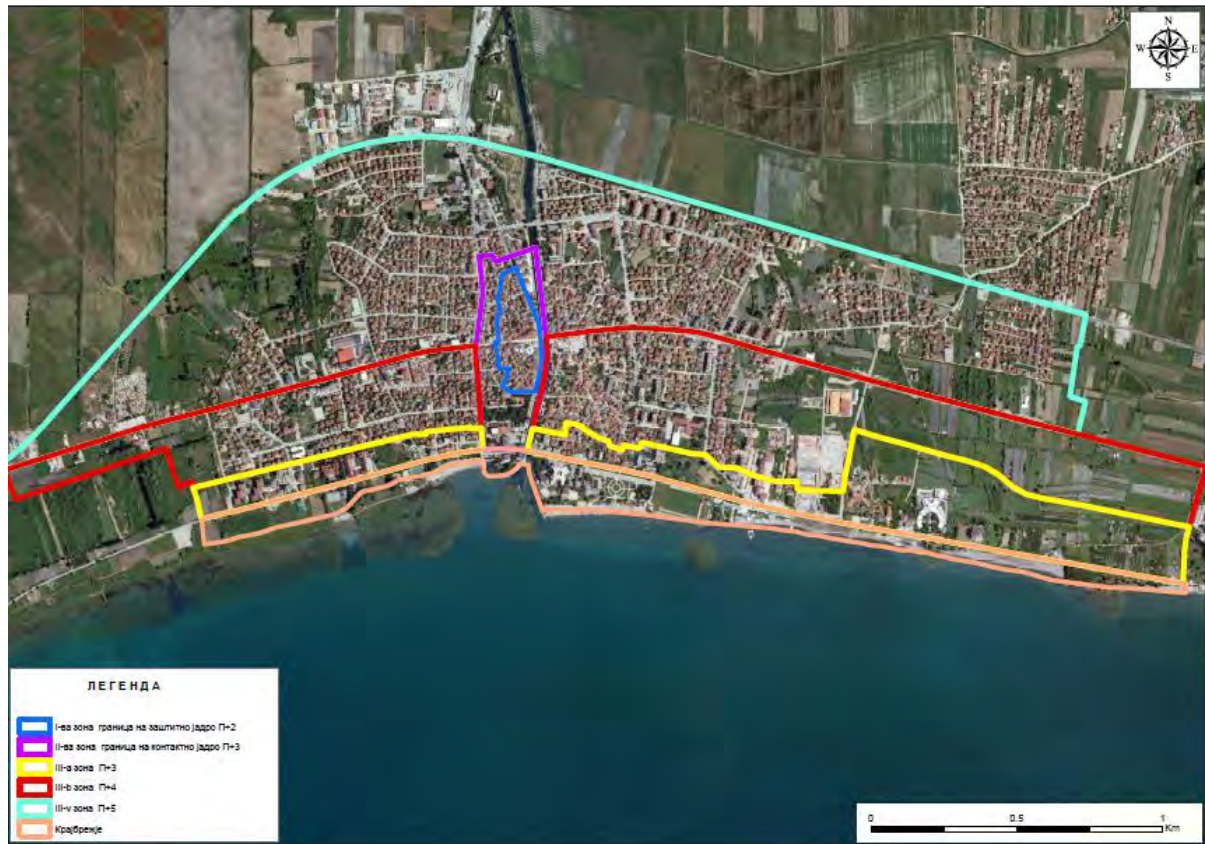 N
W E
S
ЛЕГЕНДА
I-ва зона граница на заштитно јадро П+2
II-ва зона граница на контактно јадро П+3
III-а зона П+3
III-b зона П+4
III-v зона П+5
Крајбрежје
0 0.5 1
Km